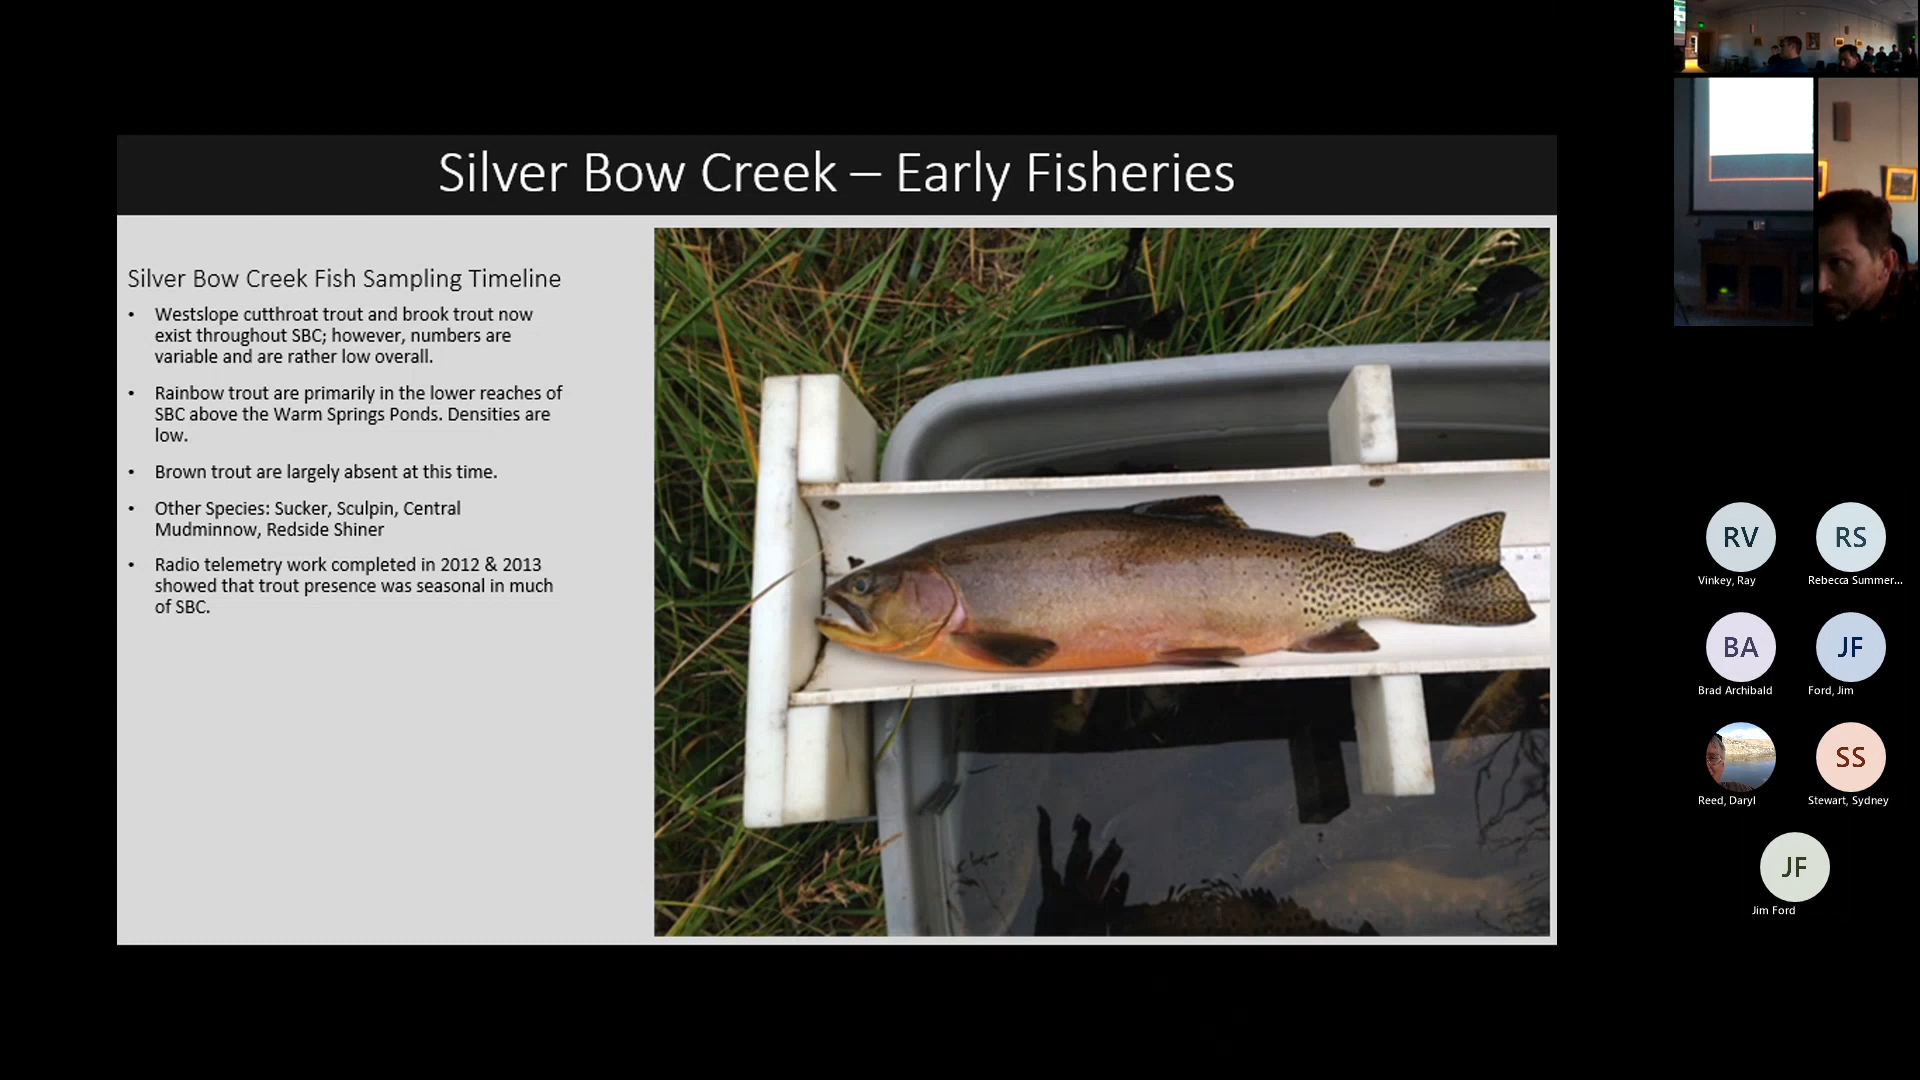 Silver Bow Creek – Early Fisheries
Silver Bow Creek Fish Sampling Timeline
• Westslope cutthroat trout and brook trout now
exist throughout SBC; however, numbers are
variable and are rather low overall.
• Rainbow trout are primarily in the lower reaches of
SBC above the Warm Springs Ponds. Densities are
low.
• Brown trout are largely absent at this time.
• Other Species: Sucker, Sculpin, Central
Mudminnow, Redside Shiner
• Radio telemetry work completed in 2012 & 2013
showed that trout presence was seasonal in much
of SBC.
RV
Vinkey, Ray
RS
Rebecca Summer...
BA
Brad Archibald
JF
Ford, Jim
Reed, Daryl
SS
Stewart, Sydney
JF
Jim Ford